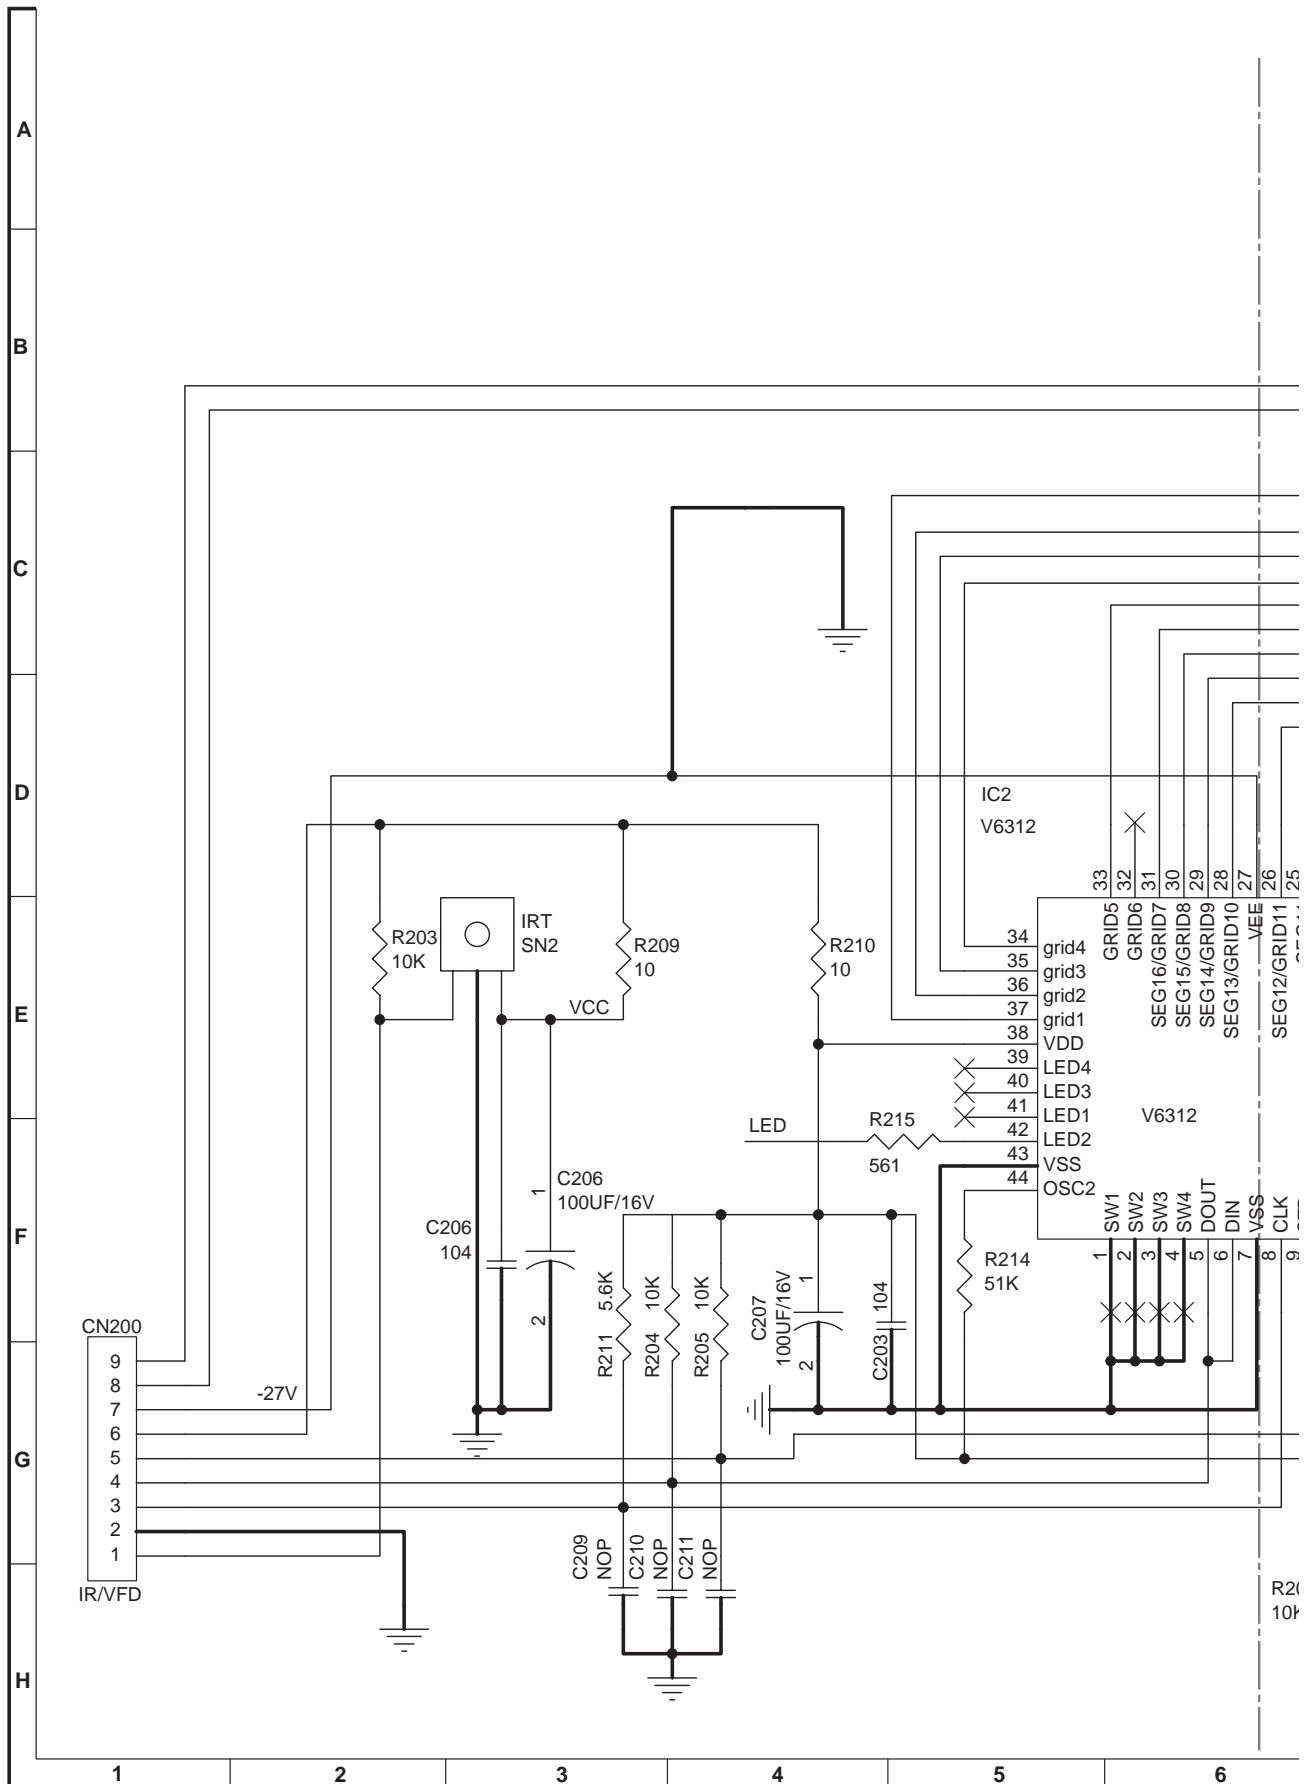 A
B
C
D
E
F
G
H
1
2
3
4
5
6
IC2
V6312
33
32
31
30
29
28
27
26
25
GRID5
GRID6
SEG16/GRID7
SEG15/GRID8
SEG14/GRID9
SEG13/GRID10
VEE
SEG12/GRID11
34 grid4
35 grid3
36 grid2
37 grid1
38 VDD
39 LED4
40 LED3
41 LED1
42 LED2
43 VSS
44 OSC2
V6312
SW1
SW2
SW3
SW4
DOUT
DIN
VSS
CLK
1
2
3
4
5
6
7
8
9
R203
10K
IRT
SN2
R209
10
R210
10
VCC
LED
R215
561
C206
100UF/16V
1
2
C206
104
R214
51K
R211 5.6K
R204 10K
R205 10K
C207
100UF/16V
1
2
C203 104
CN200
9
8
7
6
5
4
3
2
1
-27V
IR/VFD
C209
NOP
C210
NOP
C211
NOP
R20
10K